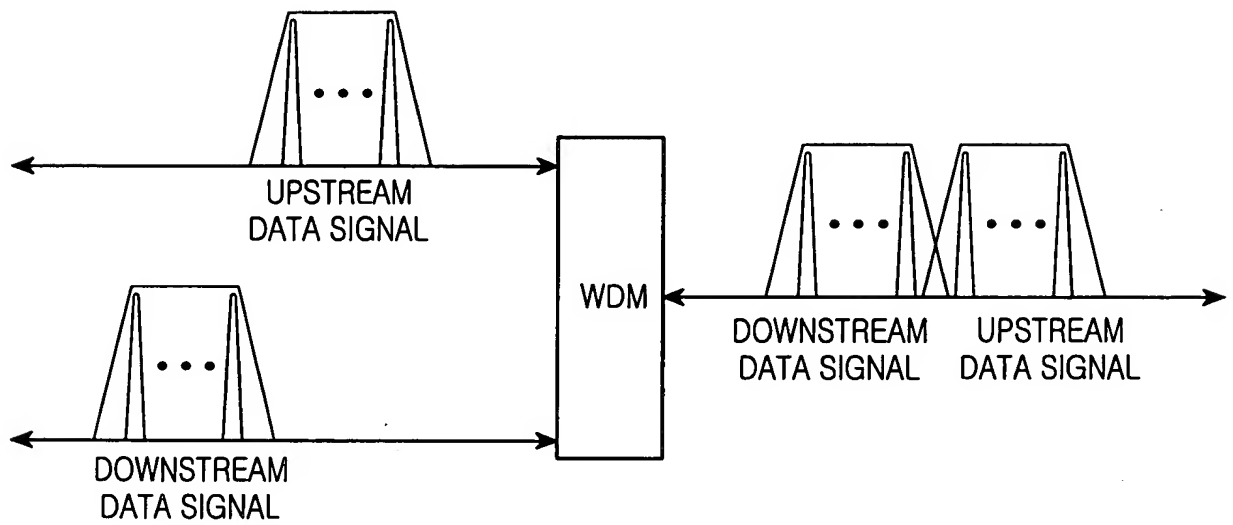 UPSTREAM
DATA SIGNAL
WDM
DOWNSTREAM
DATA SIGNAL
UPSTREAM
DATA SIGNAL
DOWNSTREAM
DATA SIGNAL